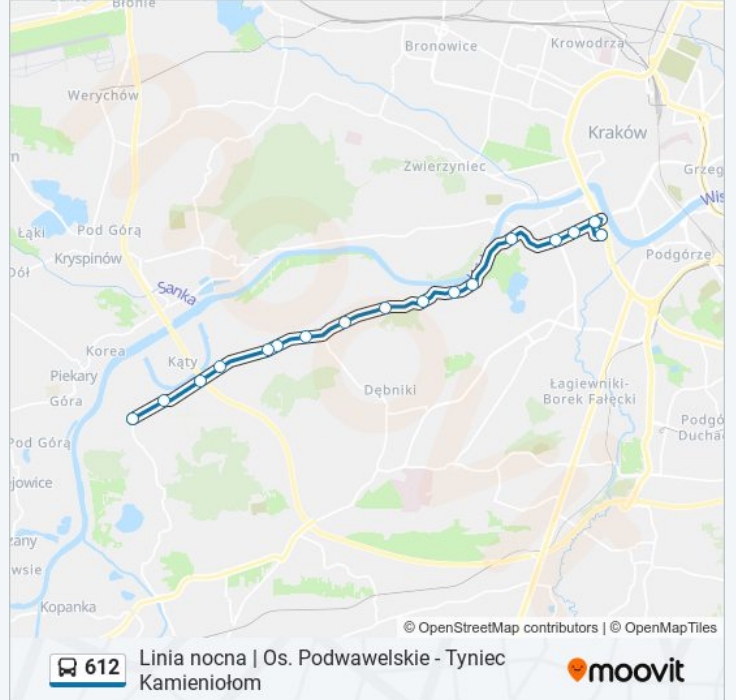 Błonie
Bronowice
Krowodrza
Werychów
Kraków
Zwierzyniec
Grzeg
Wis
Łąki
Pod Górą
Kryspinów
Podgórze
Dół
Sanka
Korea
Kąty
Piekary
Góra
Dębniki
Łagiewniki-
Borek Fałęcki
Podgó
Duchac
Pod Górą
jowice
zany
wsie
Kopanka
© OpenStreetMap contributors | © OpenMapTiles
612
Linia nocna | Os. Podwawelskie - Tyniec
Kamieniołom
moovit